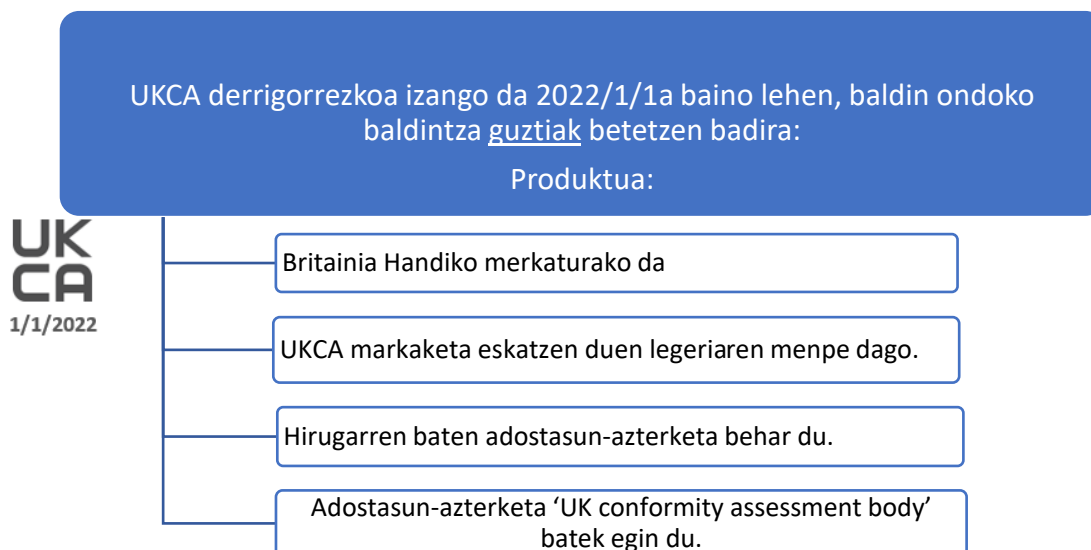 UKCA derrigorrezkoa izango da 2022/1/1a baino lehen, baldin ondoko
baldintza guztiak betetzen badira:
Produktua:
UK
CA
1/1/2022
Britainia Handiko merkaturako da
UKCA markaketa eskatzen duen legeriaren menpe dago.
Hirugarren baten adostasun-azterketa behar du.
Adostasun-azterketa ‘UK conformity assessment body’
batek egin du.